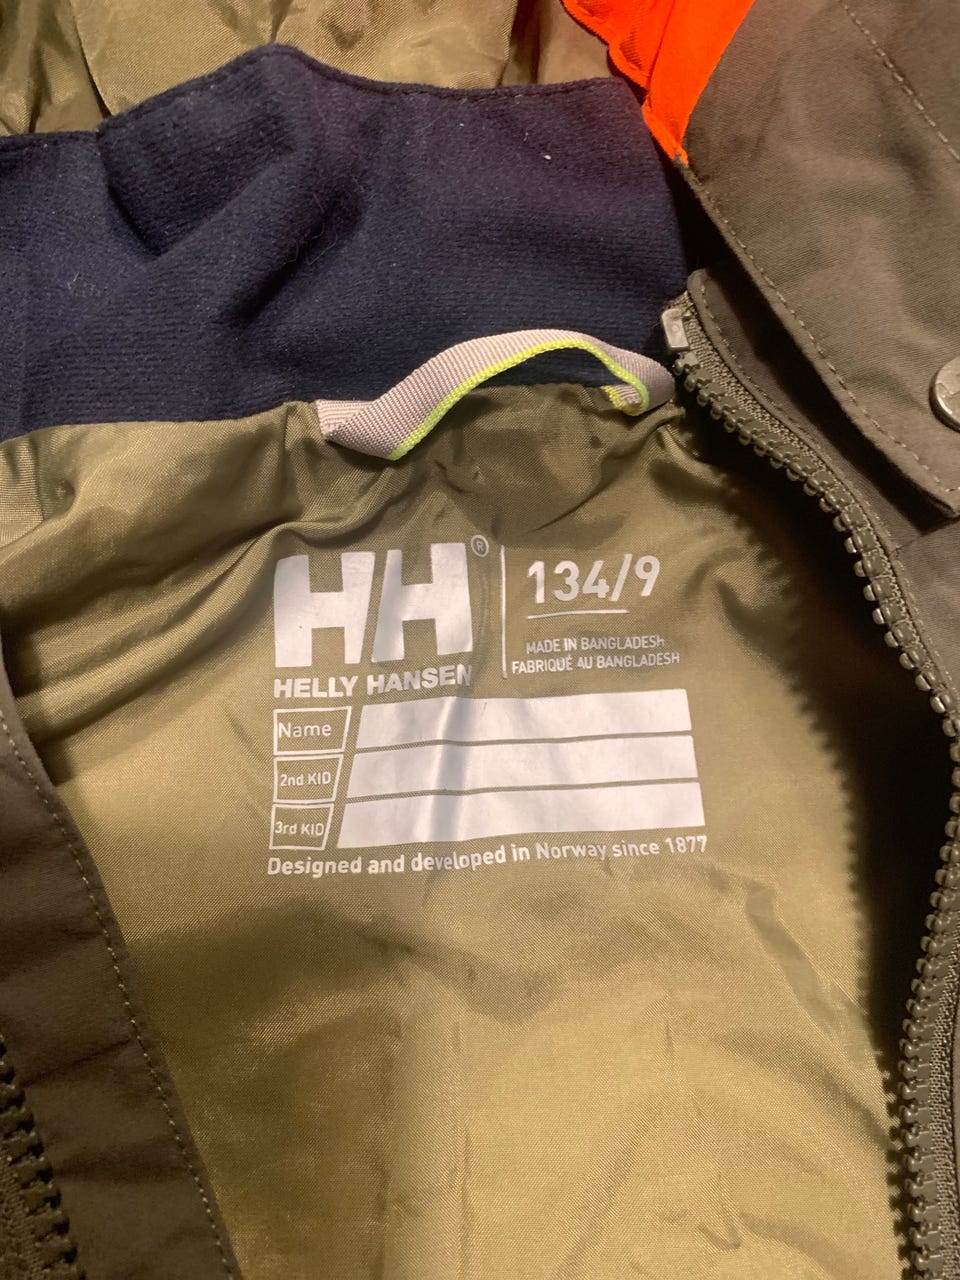 HH®
HELLY HANSEN
134/9
MADE IN BANGLADESH
FABRIQUÉ AU BANGLADESH
Name
2nd KID
3rd KID
Designed and developed in Norway since 1877